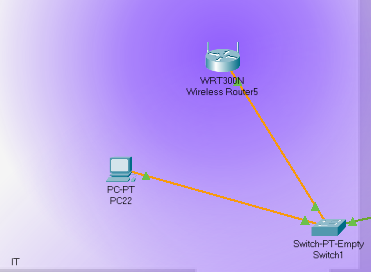 WRT300N
Wireless Router5
PC-PT
PC22
Switch-PT-Empty
Switch1
IT